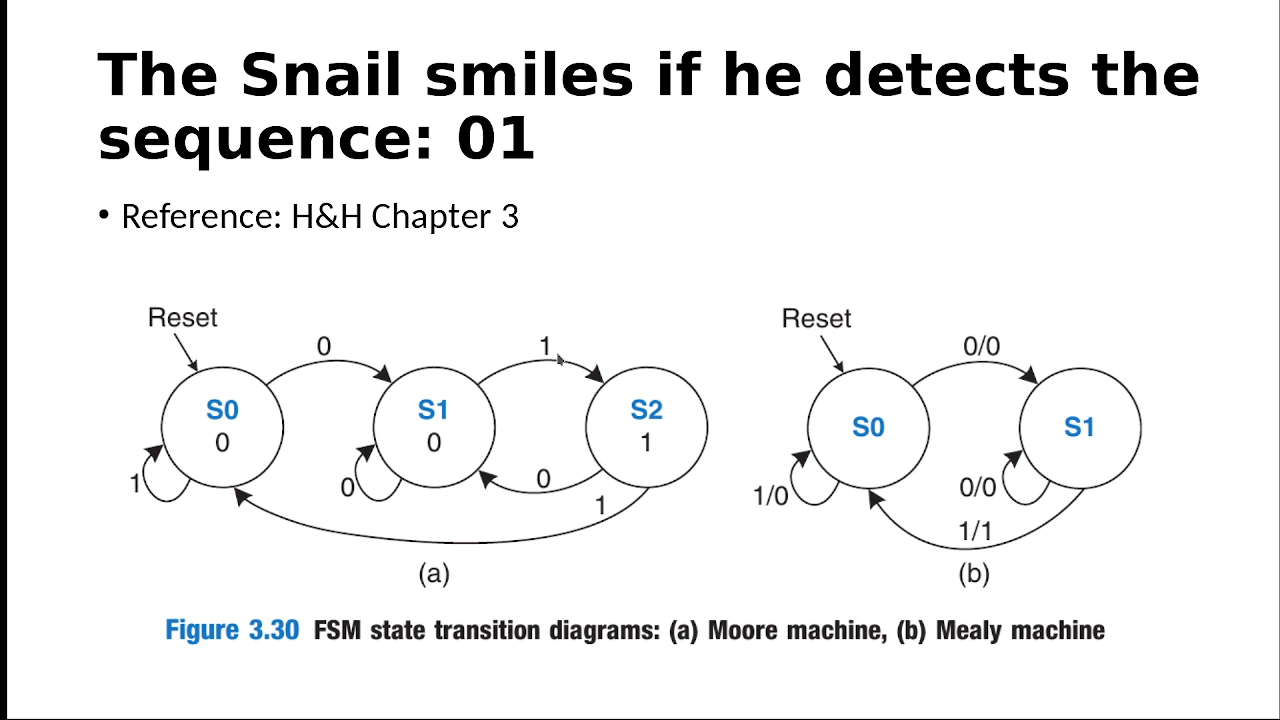 The Snail smiles if he detects the
sequence: 01
• Reference: H&H Chapter 3
Reset
0
1
S0
0
S1
0
S2
1
1
0
0
1
(a)
Reset
0/0
S0
S1
1/0
0/0
1/1
(b)
Figure 3.30 FSM state transition diagrams: (a) Moore machine, (b) Mealy machine